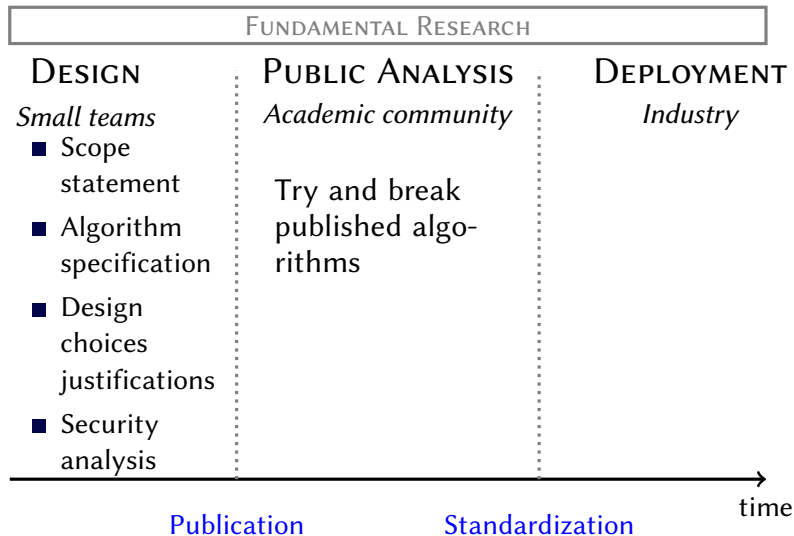 FUNDAMENTAL RESEARCH
DESIGN
Small teams
Scope
statement
Algorithm
specification
Design
choices
justifications
Security
analysis
PUBLIC ANALYSIS
Academic community
Try and break
published algo-
rithms
DEPLOYMENT
Industry
time
Publication
Standardization